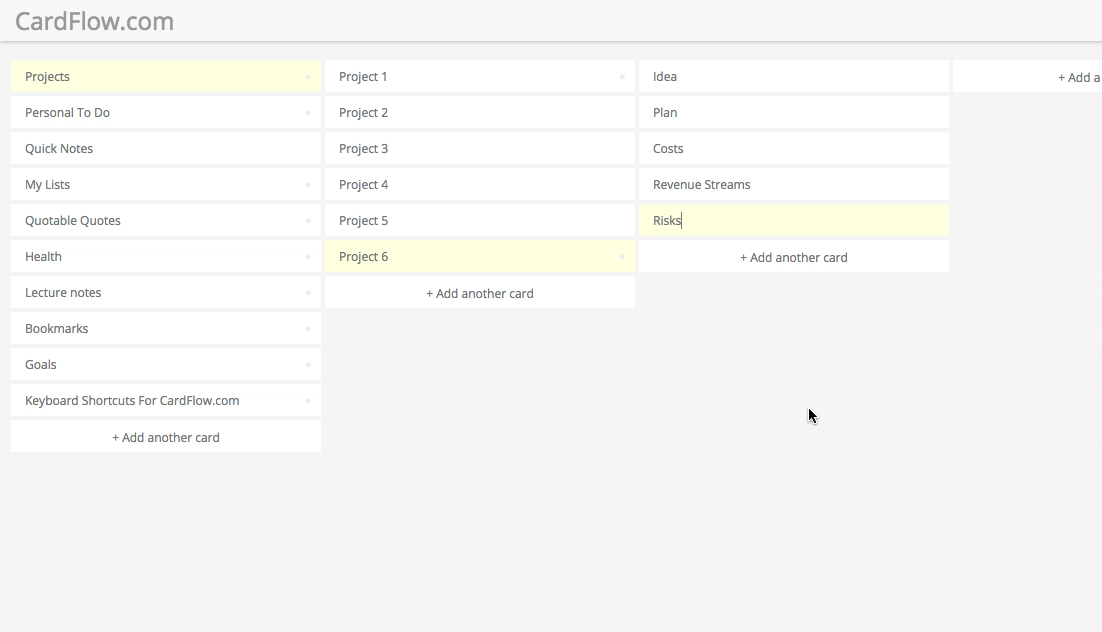 CardFlow.com
Projects
Personal To Do
Quick Notes
My Lists
Quotable Quotes
Health
Lecture notes
Bookmarks
Goals
Keyboard Shortcuts For CardFlow.com
+ Add another card
Project 1
Project 2
Project 3
Project 4
Project 5
Project 6
+ Add another card
Idea
Plan
Costs
Revenue Streams
Risks
+ Add another card
+ Add a